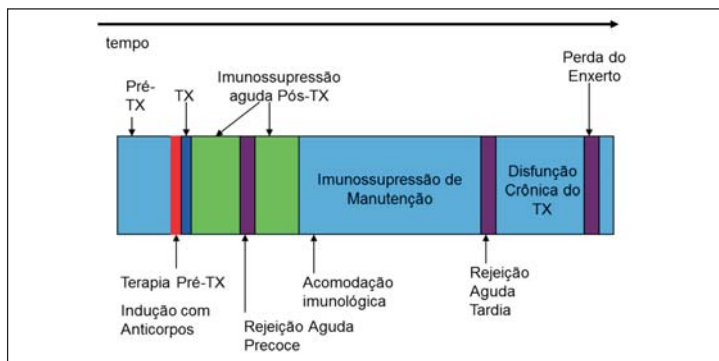 tempo
Pré-
TX
TX
Imunossupressão
aguda Pós-TX
Perda do
Enxerto
Imunossupressão de
Manutenção
Disfunção
Crônica do
TX
Terapia Pré-TX
Indução com
Anticorpos
Rejeição Aguda
Precoce
Acomodação
imunológica
Rejeição
Aguda
Tardia